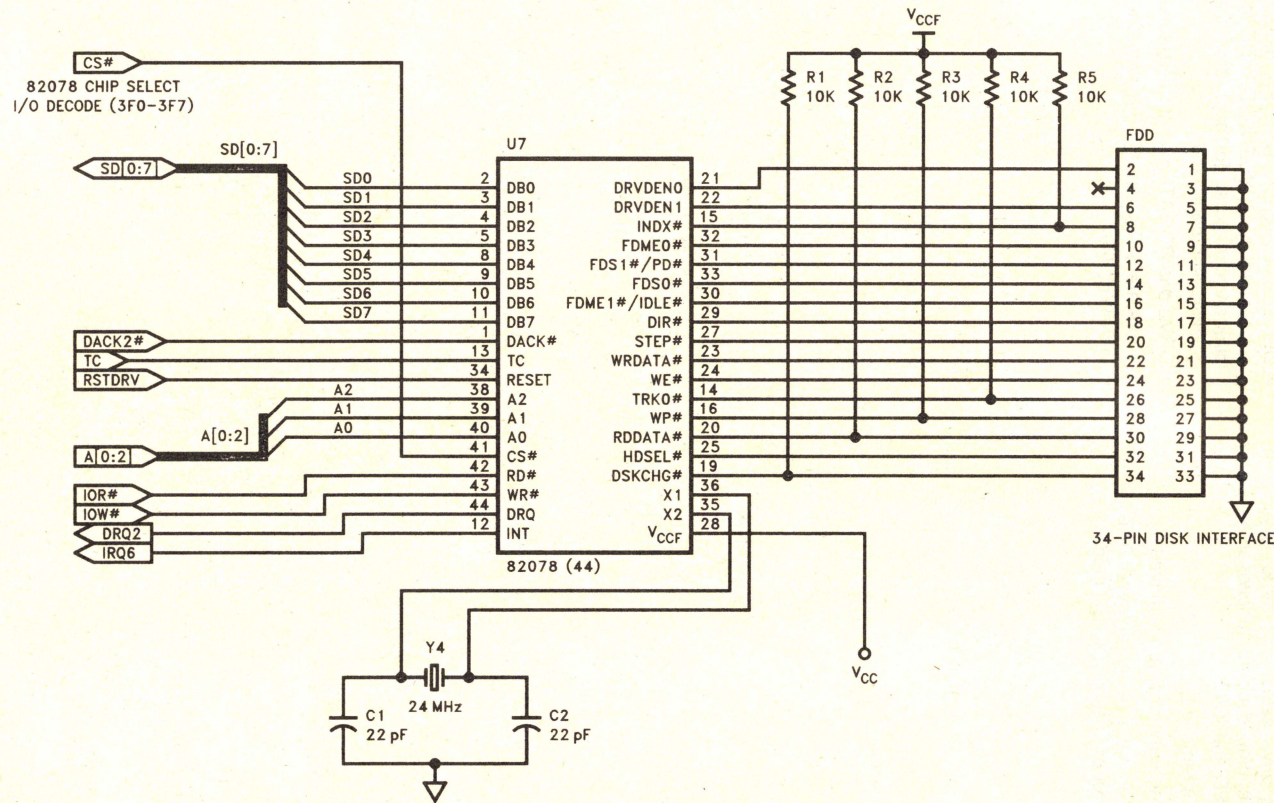 V_CCF
CS#
82078 CHIP SELECT
I/O DECODE (3F0-3F7)
R1 10K
R2 10K
R3 10K
R4 10K
R5 10K
U7
FDD
SD[0:7]
SD[0:7]
SD0 2 DB0
SD1 3 DB1
SD2 4 DB2
SD3 5 DB3
SD4 8 DB4
SD5 9 DB5
SD6 10 DB6
SD7 11 DB7
DACK2# 1 DACK#
TC 13 TC
RSTDRV 34 RESET
A2 38 A2
A1 39 A1
A[0:2]
A0 40 A0
A[0:2]
41 CS#
IOR# 42 RD#
IOW# 43 WR#
DRQ2 44 DRQ
IRQ6 12 INT
DRVDEN0 21
DRVDEN1 22
INDX# 15
FDME0# 32
FDS1#/PD# 31
FDS0# 33
FDME1#/IDLE# 30
DIR# 29
STEP# 27
WRDATA# 23
WE# 24
TRK0# 14
WP# 16
RDDATA# 20
HDSEL# 25
DSKCHG# 19
X1 36
X2 35
V_CCF 28
82078 (44)
2 1
4 3
6 5
8 7
10 9
12 11
14 13
16 15
18 17
20 19
22 21
24 23
26 25
28 27
30 29
32 31
34 33
34-PIN DISK INTERFACE
Y4
24 MHz
C1
22 pF
C2
22 pF
V_CC